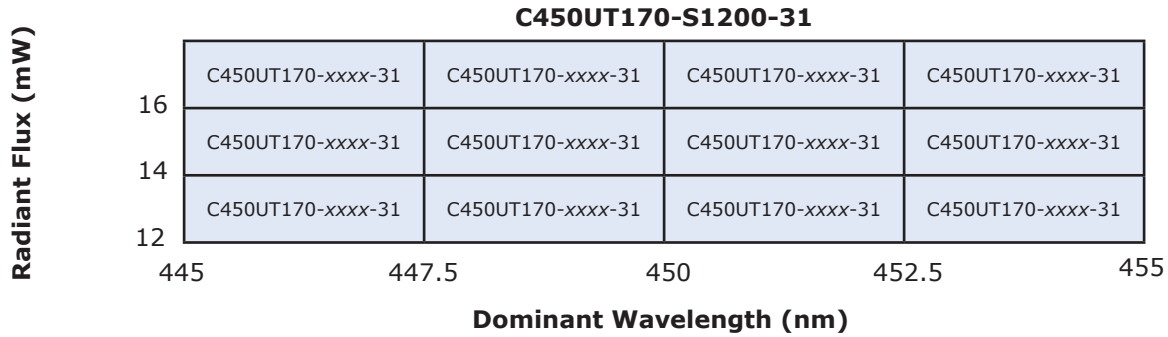 C450UT170-S1200-31
Radiant Flux (mW)
C450UT170-xxxx-31 C450UT170-xxxx-31 C450UT170-xxxx-31 C450UT170-xxxx-31
16
C450UT170-xxxx-31 C450UT170-xxxx-31 C450UT170-xxxx-31 C450UT170-xxxx-31
14
C450UT170-xxxx-31 C450UT170-xxxx-31 C450UT170-xxxx-31 C450UT170-xxxx-31
12
445 447.5 450 452.5 455
Dominant Wavelength (nm)